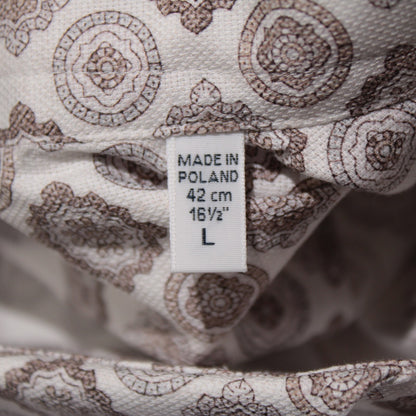 MADE IN
POLAND
42 cm
16½"
L